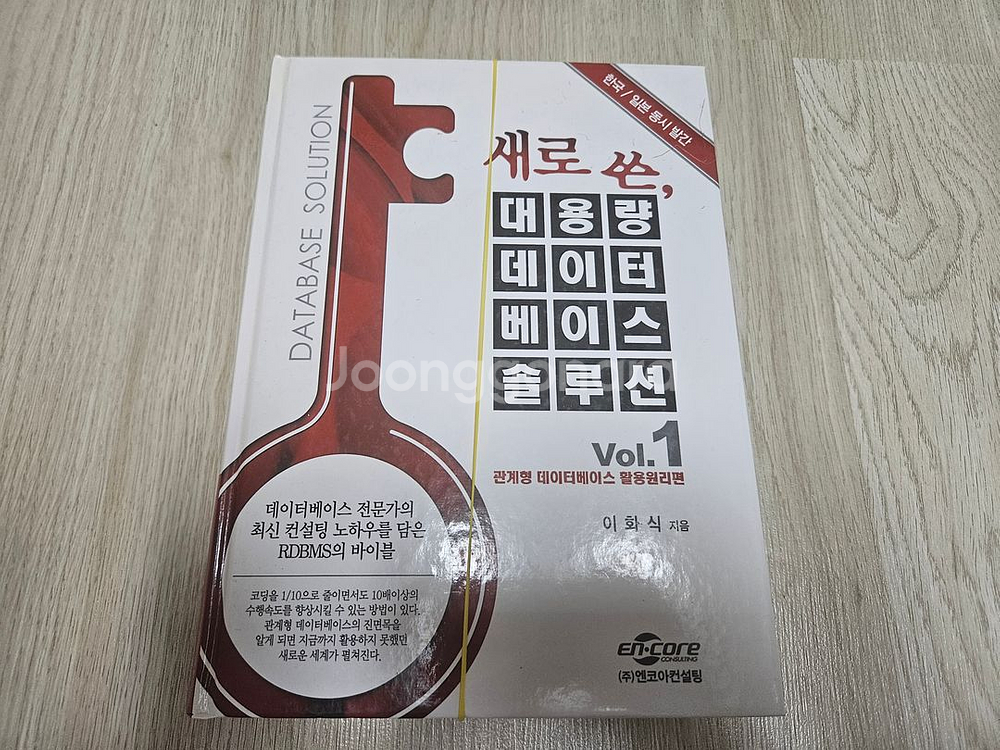 한국 / 일본 동시 발간
DATABASE SOLUTION
새로 쓴,
대용량
데이터
베이스
솔루션
Vol.1
관계형 데이터베이스 활용원리편
이 화 식 지음
데이터베이스 전문가의
최신 컨설팅 노하우를 담은
RDBMS의 바이블
코딩을 1/10으로 줄이면서도 10배이상의
수행속도를 향상시킬 수 있는 방법이 있다.
관계형 데이터베이스의 진면목을
알게 되면 지금까지 활용하지 못했던
새로운 세계가 펼쳐진다.
en·core
CONSULTING
(주)엔코아컨설팅
Joonggonara